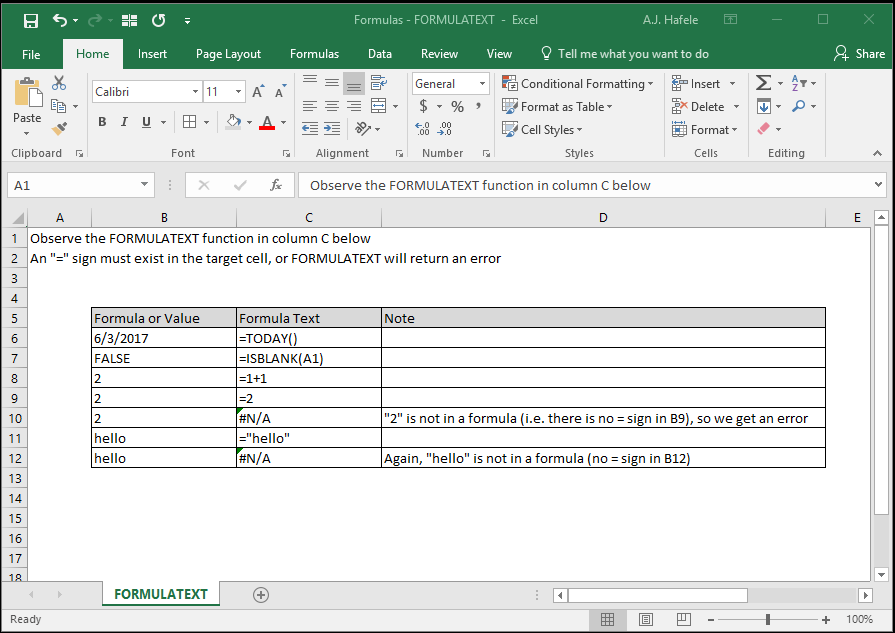 Formulas - FORMULATEXT - Excel A.J. Hafele
File Home Insert Page Layout Formulas Data Review View Tell me what you want to do Share
Paste Calibri 11 A A General Conditional Formatting Insert
B I U A $ % , Format as Table Delete
.00 .0 Cell Styles Format
Clipboard Font Alignment Number Styles Cells Editing
A1 fx Observe the FORMULATEXT function in column C below
A B C D E
1 Observe the FORMULATEXT function in column C below
2 An "=" sign must exist in the target cell, or FORMULATEXT will return an error
3
4
5 Formula or Value Formula Text Note
6 6/3/2017 =TODAY()
7 FALSE =ISBLANK(A1)
8 2 =1+1
9 2 =2
10 2 #N/A "2" is not in a formula (i.e. there is no = sign in B9), so we get an error
11 hello ="hello"
12 hello #N/A Again, "hello" is not in a formula (no = sign in B12)
13
14
15
16
17
18
FORMULATEXT
Ready 100%